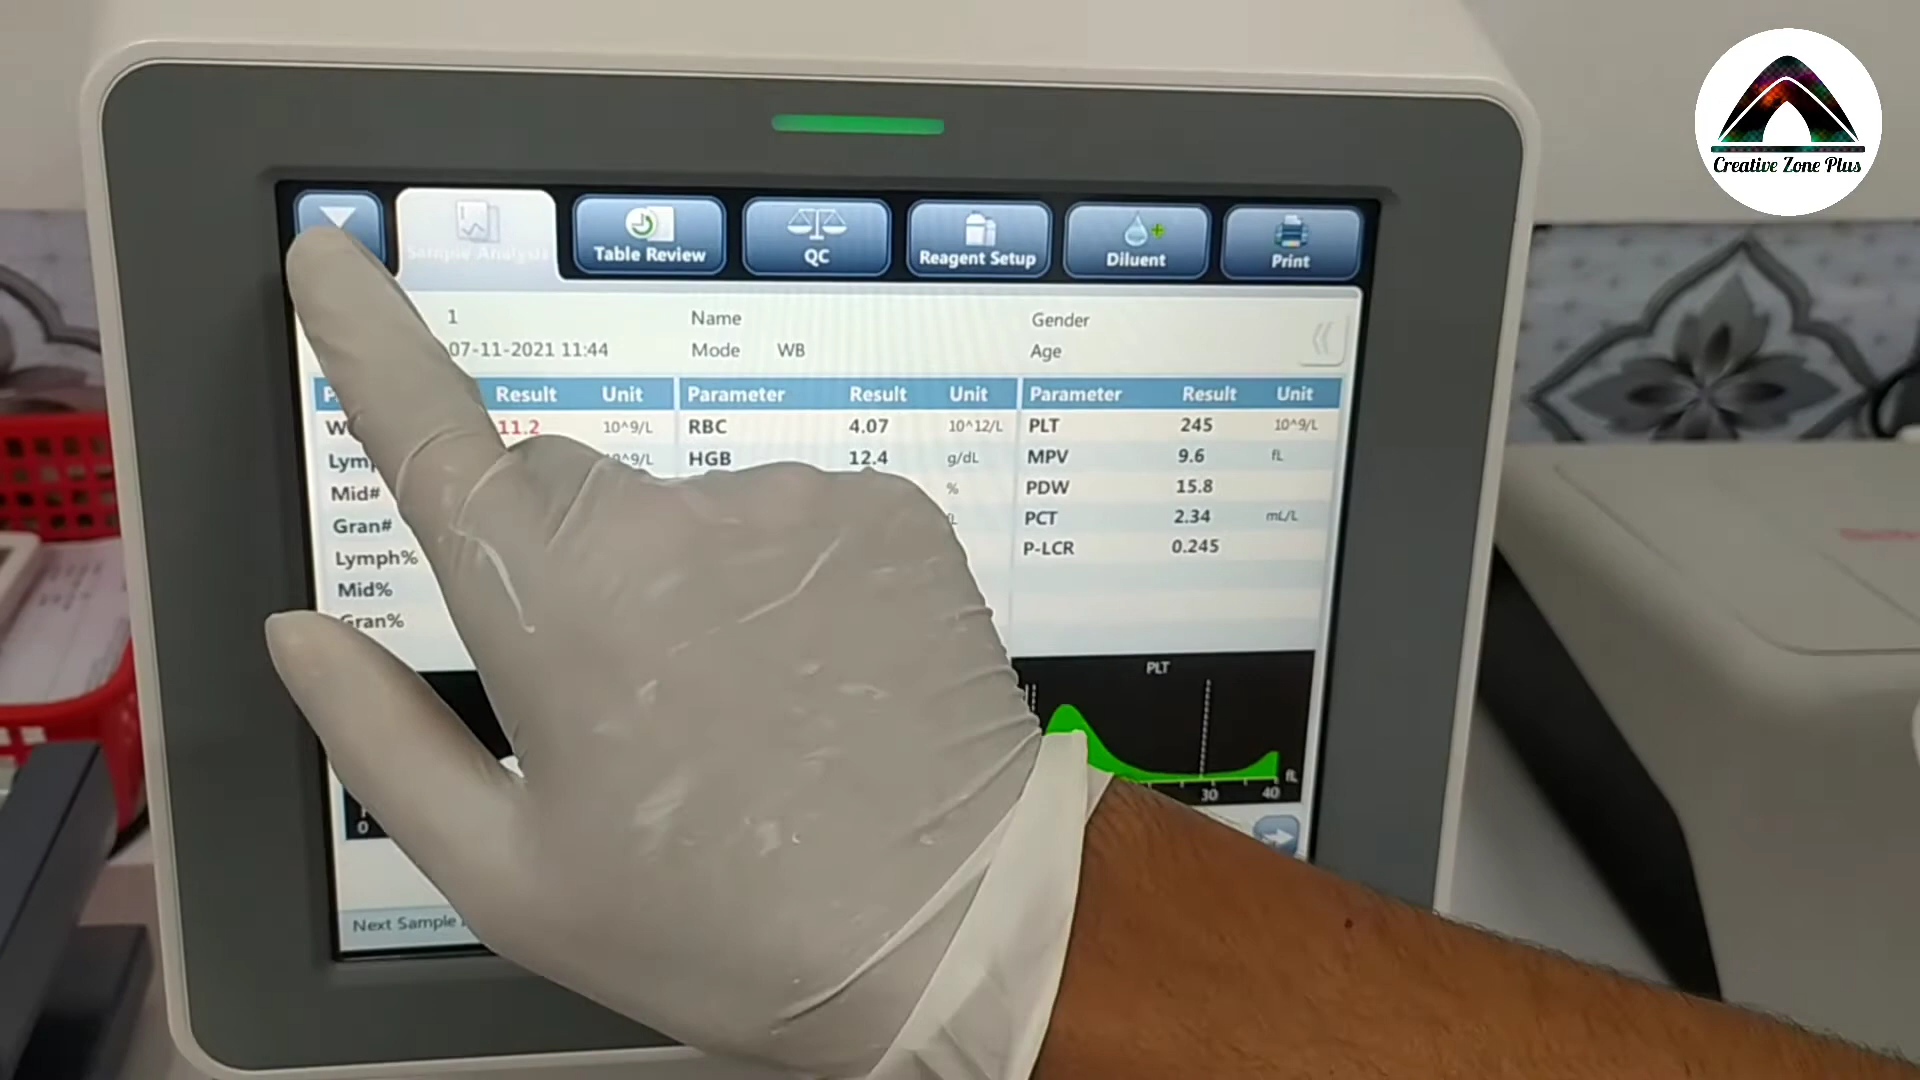 Creative Zone Plus
Sample Analysis Table Review QC Reagent Setup Diluent Print
1 Name Gender
07-11-2021 11:44 Mode WB Age
Result Unit Parameter Result Unit Parameter Result Unit
11.2 10^9/L RBC 4.07 10^12/L PLT 245 10^9/L
HGB 12.4 g/dL MPV 9.6 fL
Mid# % PDW 15.8
Gran# PCT 2.34 mL/L
Lymph% P-LCR 0.245
Mid%
Gran%
PLT
fL
30 40
0
Next Sample